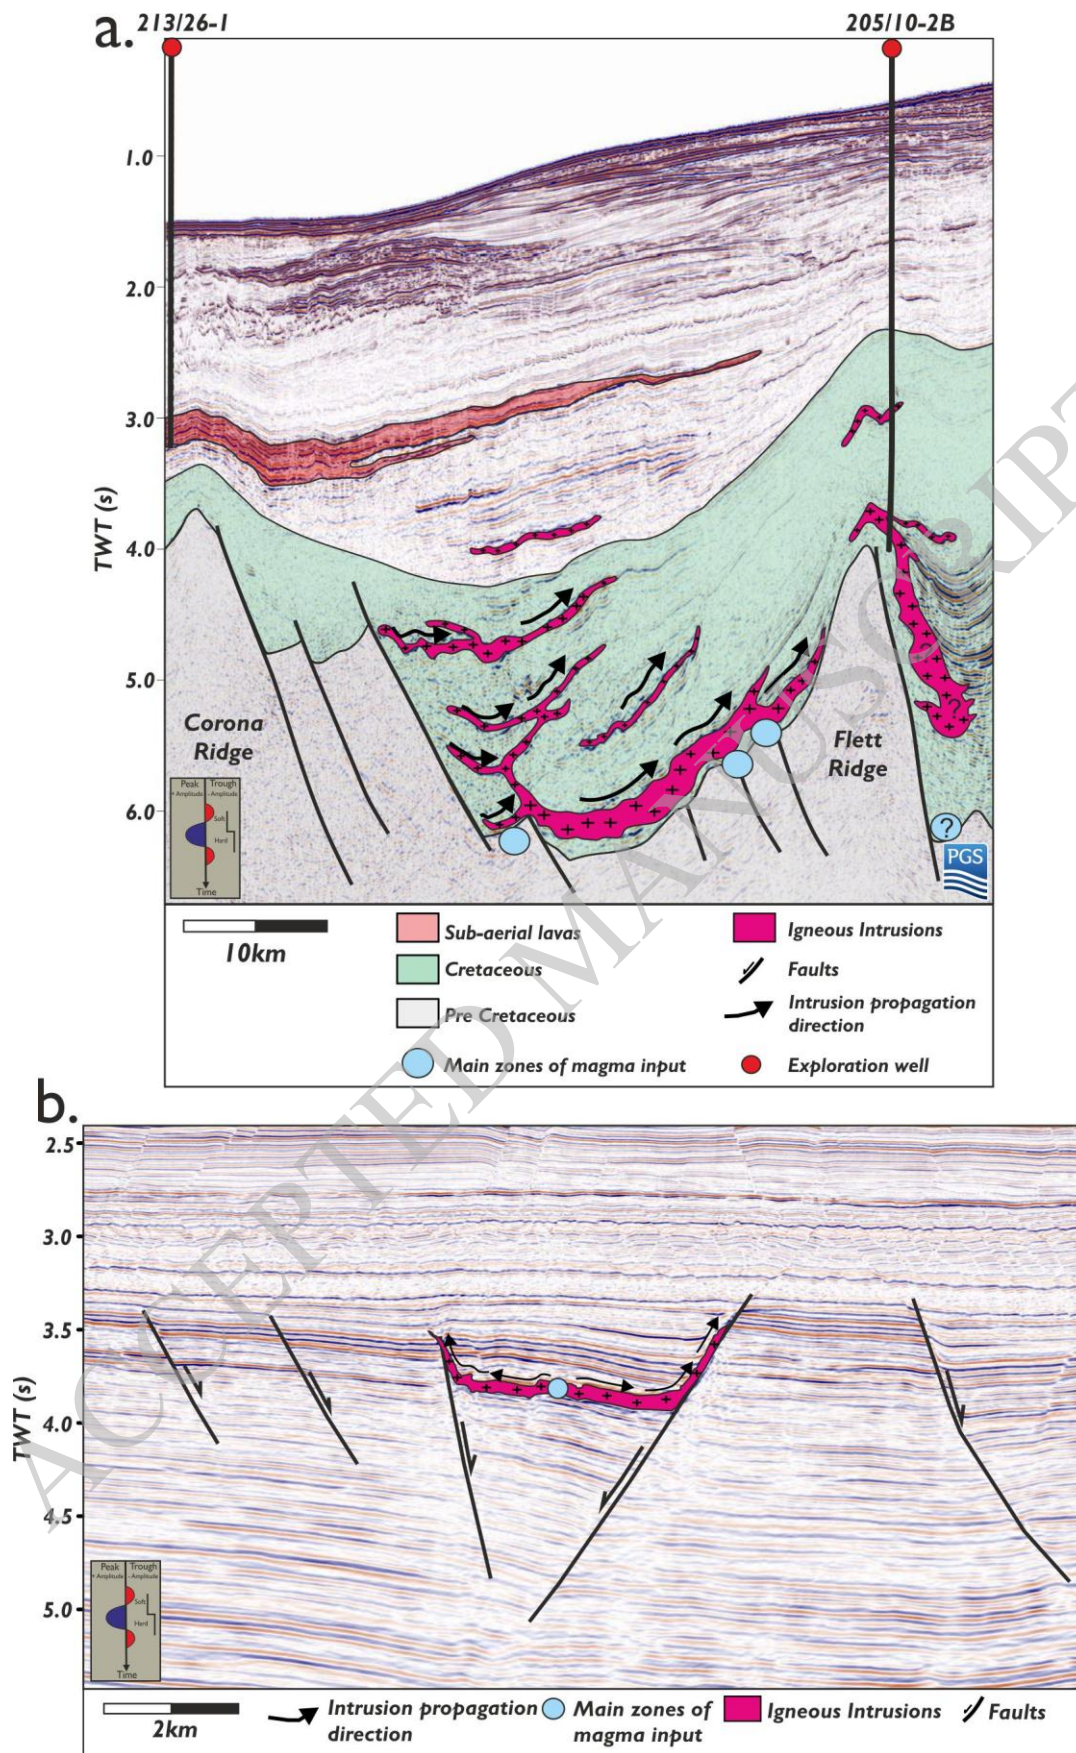 a.
213/26-1
205/10-2B
1.0
2.0
3.0
4.0
5.0
6.0
TWT (s)
Corona
Ridge
Flett
Ridge
?
?
Peak
Trough
+ Amplitude
- Amplitude
Soft
Hard
Time
PGS
10km
Sub-aerial lavas
Cretaceous
Pre Cretaceous
Main zones of magma input
Igneous Intrusions
Faults
Intrusion propagation
direction
Exploration well
ACCEPTED MANUSCRIPT
b.
2.5
3.0
3.5
4.0
4.5
5.0
TWT (s)
Peak
Trough
+ Amplitude
- Amplitude
Soft
Hard
Time
2km
Intrusion propagation
direction
Main zones of
magma input
Igneous Intrusions
Faults